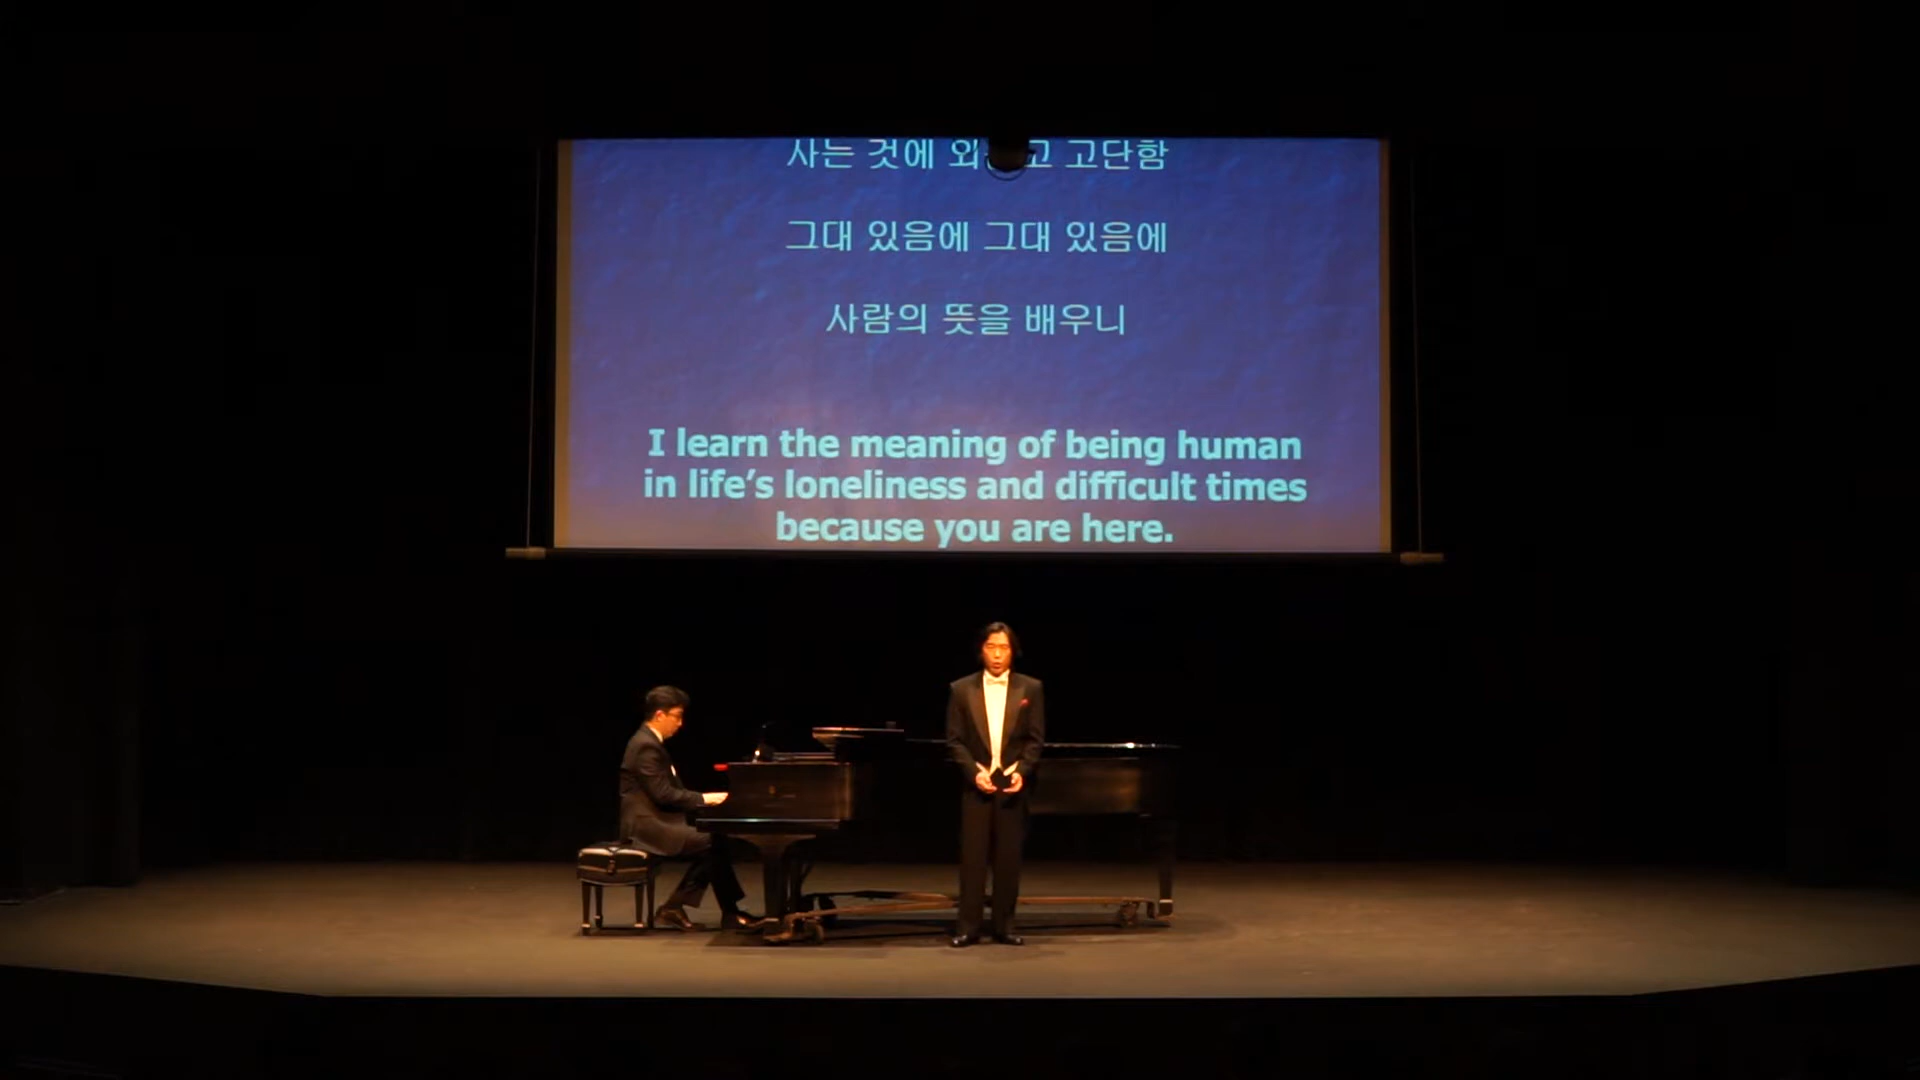 사는 것에 고단함
그대 있음에 그대 있음에
사람의 뜻을 배우니
I learn the meaning of being human
in life's loneliness and difficult times
because you are here.